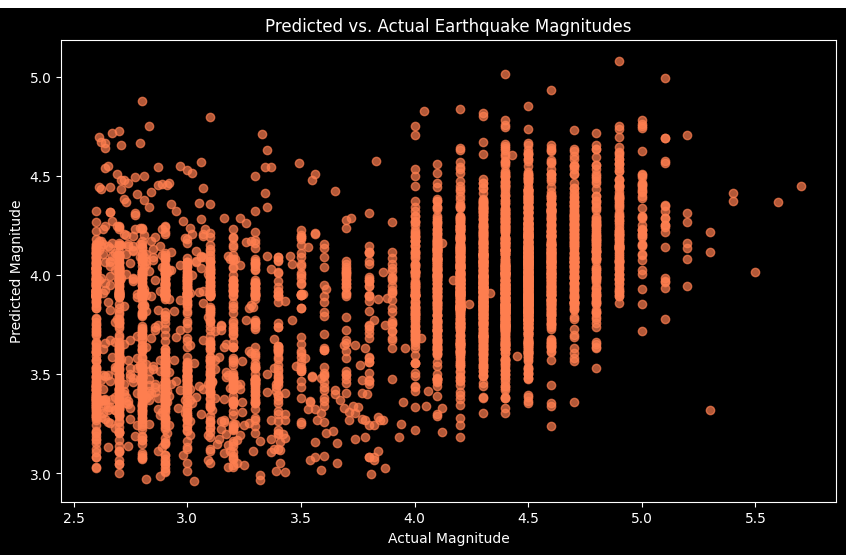 Predicted vs. Actual Earthquake Magnitudes
5.0
4.5
4.0
3.5
3.0
Predicted Magnitude
2.5 3.0 3.5 4.0 4.5 5.0 5.5
Actual Magnitude